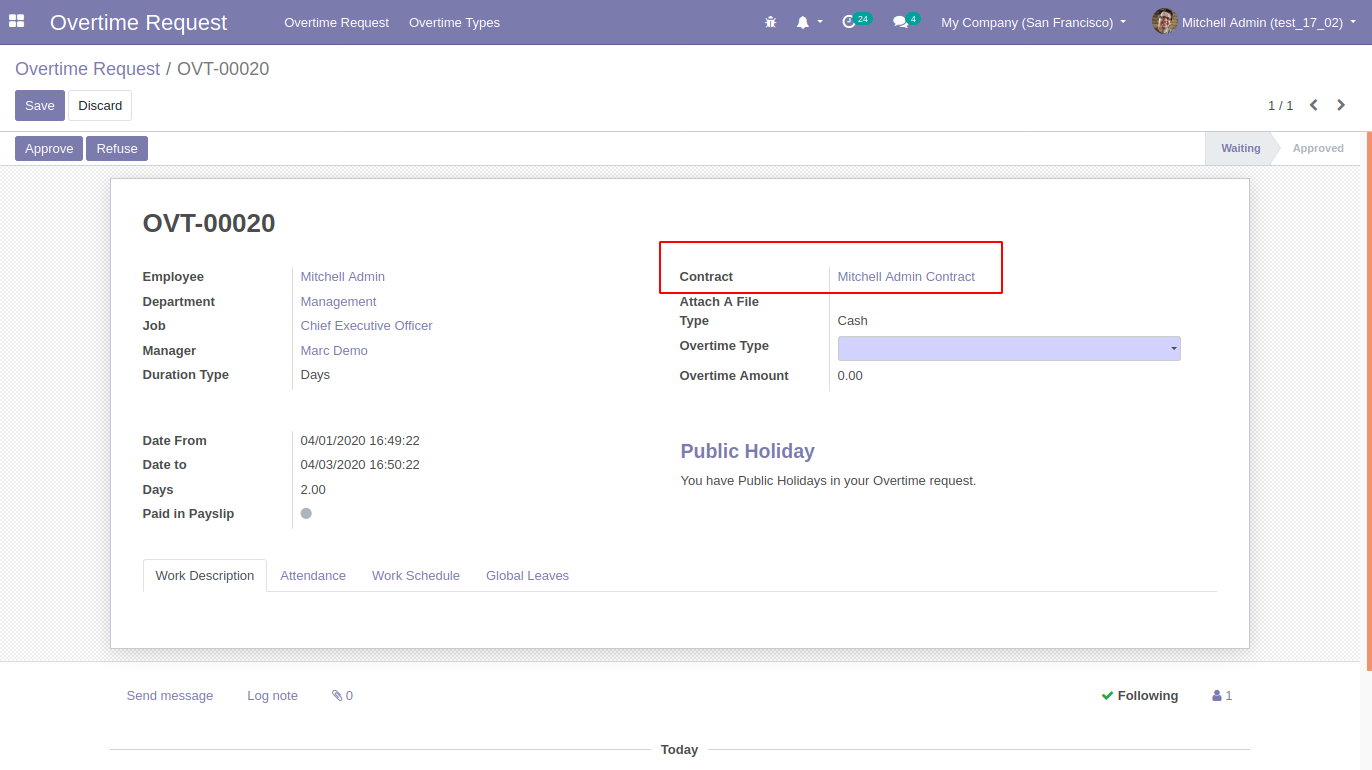 Overtime Request Overtime Request Overtime Types 24 4 My Company (San Francisco) Mitchell Admin (test_17_02)
Overtime Request / OVT-00020
Save Discard 1 / 1
Approve Refuse Waiting Approved
OVT-00020
Employee Mitchell Admin
Department Management
Job Chief Executive Officer
Manager Marc Demo
Duration Type Days
Contract Mitchell Admin Contract
Attach A File
Type Cash
Overtime Type
Overtime Amount 0.00
Date From 04/01/2020 16:49:22
Date to 04/03/2020 16:50:22
Days 2.00
Paid in Payslip
Public Holiday
You have Public Holidays in your Overtime request.
Work Description Attendance Work Schedule Global Leaves
Send message Log note 0 Following 1
Today